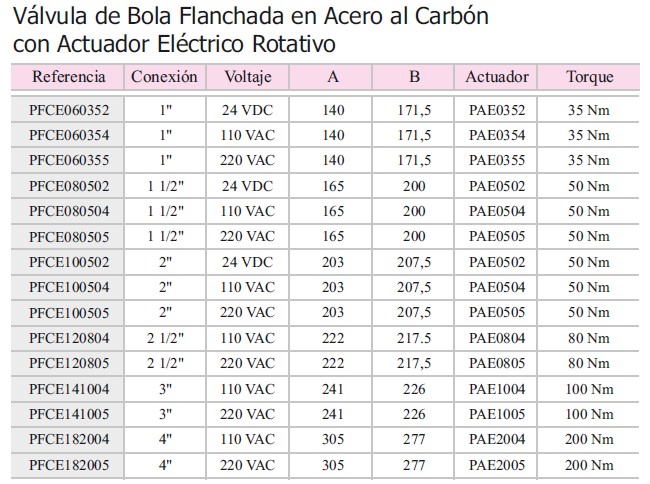 Válvula de Bola Flanchada en Acero al Carbón
con Actuador Eléctrico Rotativo
Referencia Conexión Voltaje A B Actuador Torque
PFCE060352 1" 24 VDC 140 171,5 PAE0352 35 Nm
PFCE060354 1" 110 VAC 140 171,5 PAE0354 35 Nm
PFCE060355 1" 220 VAC 140 171,5 PAE0355 35 Nm
PFCE080502 1 1/2" 24 VDC 165 200 PAE0502 50 Nm
PFCE080504 1 1/2" 110 VAC 165 200 PAE0504 50 Nm
PFCE080505 1 1/2" 220 VAC 165 200 PAE0505 50 Nm
PFCE100502 2" 24 VDC 203 207,5 PAE0502 50 Nm
PFCE100504 2" 110 VAC 203 207,5 PAE0504 50 Nm
PFCE100505 2" 220 VAC 203 207,5 PAE0505 50 Nm
PFCE120804 2 1/2" 110 VAC 222 217.5 PAE0804 80 Nm
PFCE120805 2 1/2" 220 VAC 222 217,5 PAE0805 80 Nm
PFCE141004 3" 110 VAC 241 226 PAE1004 100 Nm
PFCE141005 3" 220 VAC 241 226 PAE1005 100 Nm
PFCE182004 4" 110 VAC 305 277 PAE2004 200 Nm
PFCE182005 4" 220 VAC 305 277 PAE2005 200 Nm